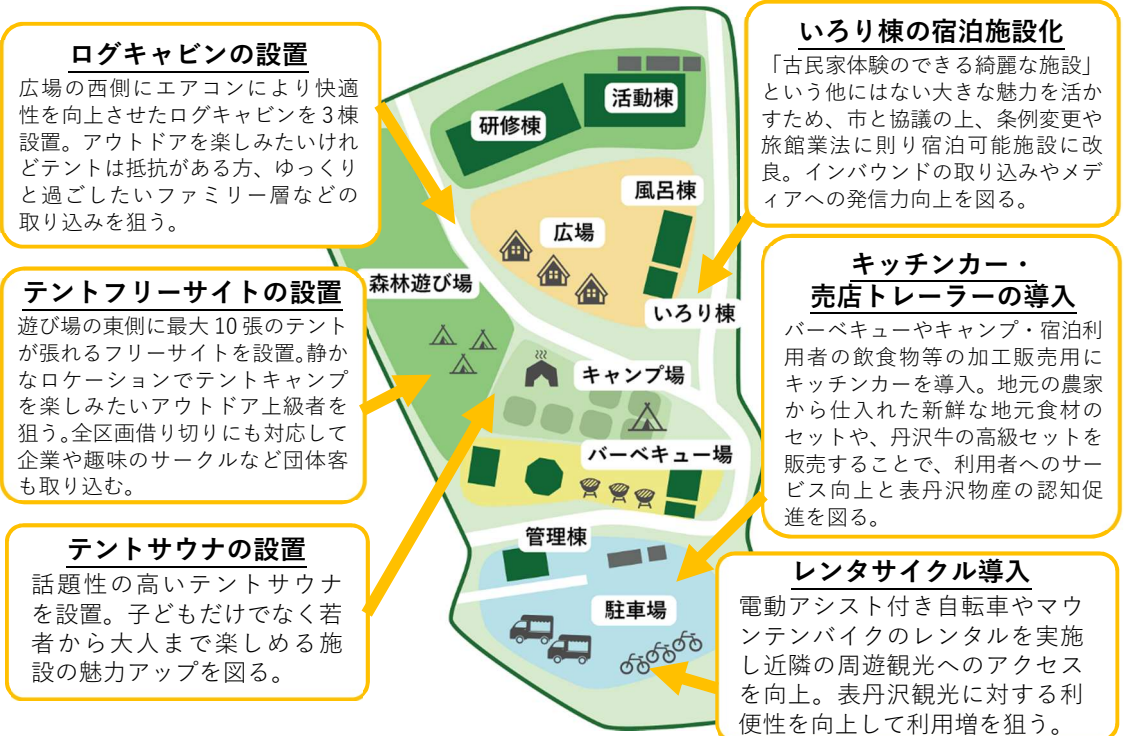 ログキャビンの設置
広場の西側にエアコンにより快適
性を向上させたログキャビンを3棟
設置。アウトドアを楽しみたいけれ
どテントは抵抗がある方、ゆっくり
と過ごしたいファミリー層などの
取り込みを狙う。
テントフリーサイトの設置
遊び場の東側に最大10張のテント
が張れるフリーサイトを設置。静か
なロケーションでテントキャンプ
を楽しみたいアウトドア上級者を
狙う。全区画借り切りにも対応して
企業や趣味のサークルなど団体客
も取り込む。
テントサウナの設置
話題性の高いテントサウナ
を設置。子どもだけでなく若
者から大人まで楽しめる施
設の魅力アップを図る。
活動棟
研修棟
風呂棟
広場
森林遊び場
いろり棟
キャンプ場
バーベキュー場
管理棟
駐車場
いろり棟の宿泊施設化
「古民家体験のできる綺麗な施設」
という他にはない大きな魅力を活か
すため、市と協議の上、条例変更や
旅館業法に則り宿泊可能施設に改
良。インバウンドの取り込みやメデ
ィアへの発信力向上を図る。
キッチンカー・
売店トレーラーの導入
バーベキューやキャンプ・宿泊利
用者の飲食物等の加工販売用に
キッチンカーを導入。地元の農家
から仕入れた新鮮な地元食材の
セットや、丹沢牛の高級セットを
販売することで、利用者へのサー
ビス向上と表丹沢物産の認知促
進を図る。
レンタサイクル導入
電動アシスト付き自転車やマウ
ンテンバイクのレンタルを実施
し近隣の周遊観光へのアクセス
を向上。表丹沢観光に対する利
便性を向上して利用増を狙う。